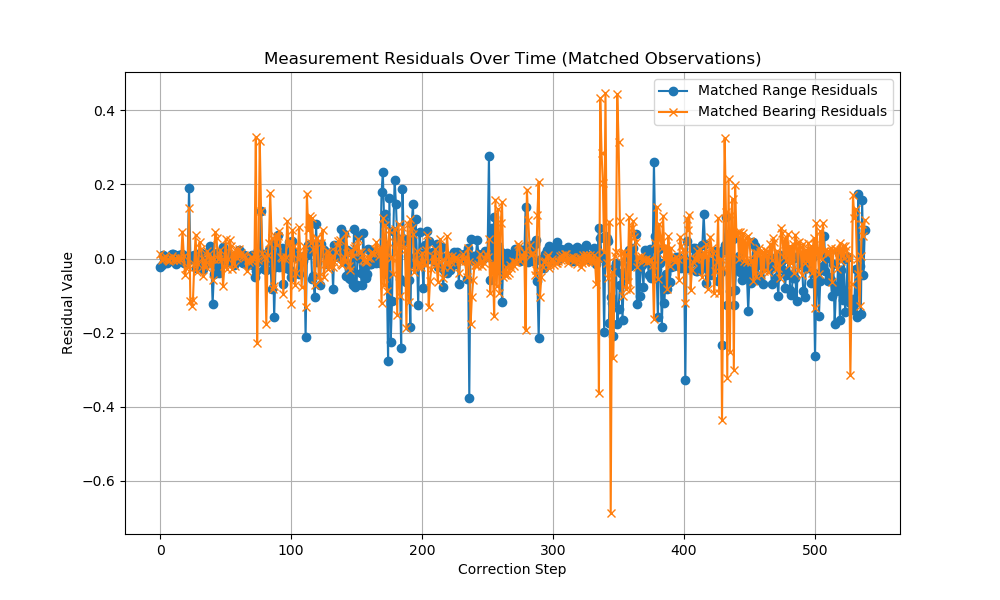 Measurement Residuals Over Time (Matched Observations)
Matched Range Residuals
Matched Bearing Residuals
Residual Value
0.4
0.2
0.0
−0.2
−0.4
−0.6
0 100 200 300 400 500
Correction Step